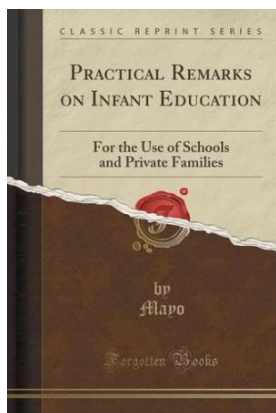 CLASSIC REPRINT SERIES
PRACTICAL REMARKS
ON INFANT EDUCATION
For the Use of Schools
and Private Families
by
Mayo
Forgotten Books